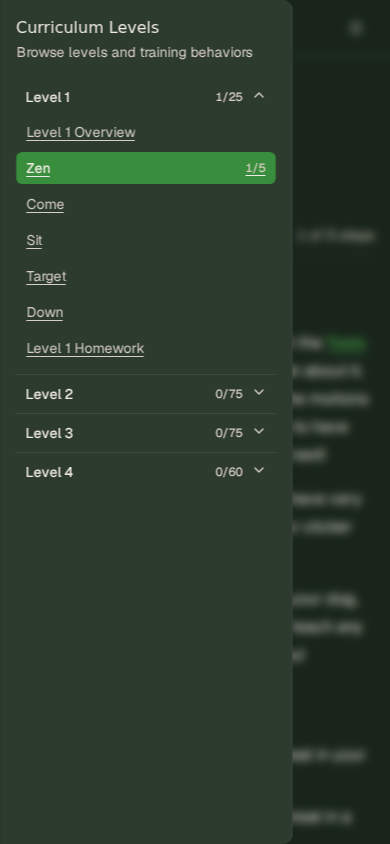 Curriculum Levels
Browse levels and training behaviors
Level 1 1/25
Level 1 Overview
Zen 1/5
Come
Sit
Target
Down
Level 1 Homework
Level 2 0/75
Level 3 0/75
Level 4 0/60